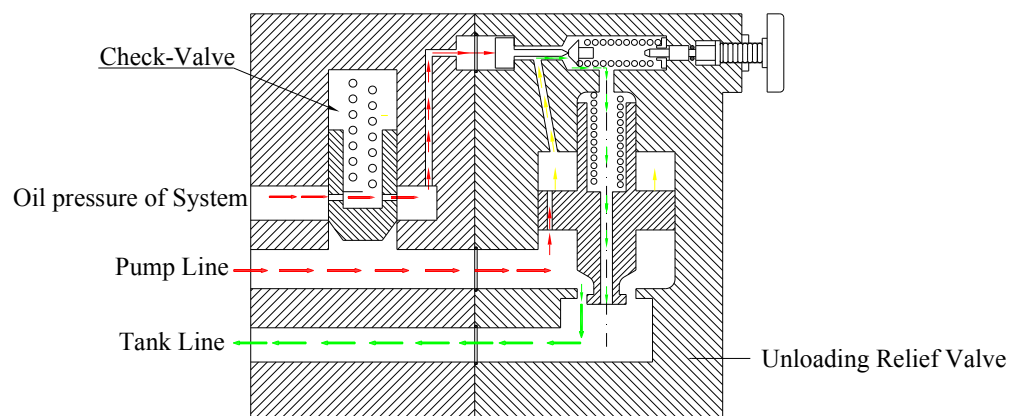 Check-Valve
Oil pressure of System
Pump Line
Tank Line
Unloading Relief Valve